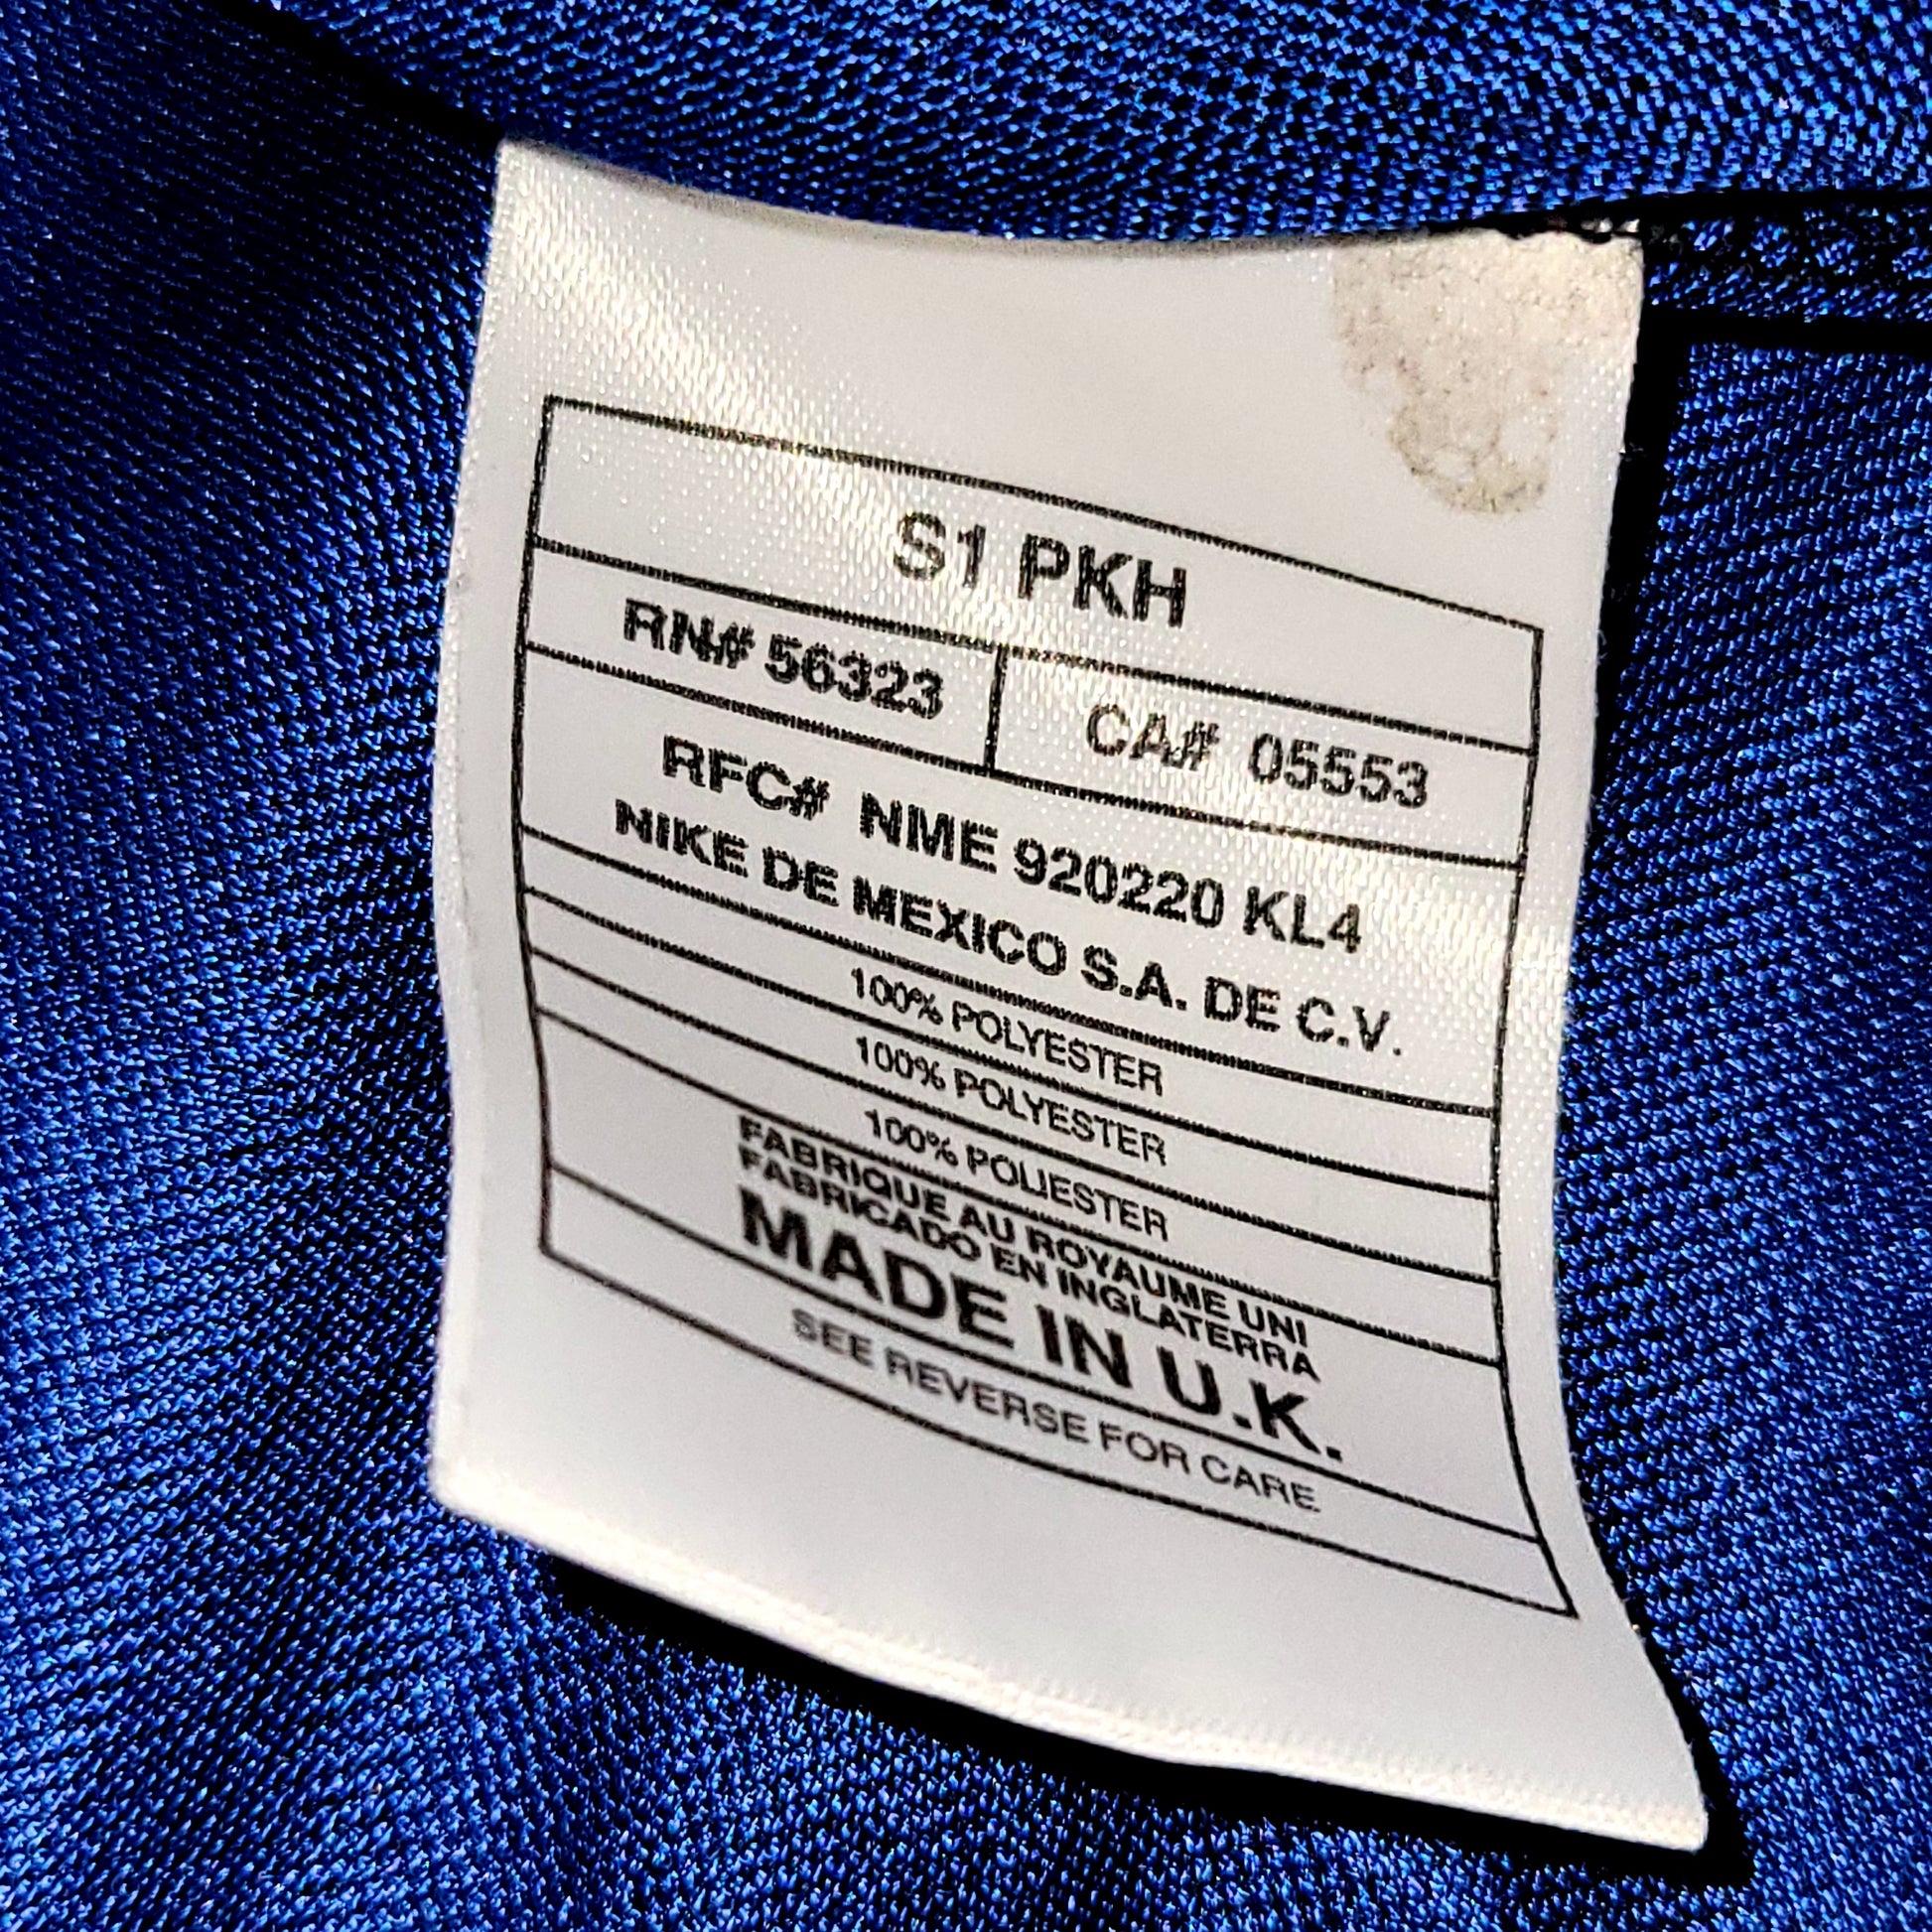 S1 PKH
RN# 56323 CA# 05553
RFC# NME 920220 KL4
NIKE DE MEXICO S.A. DE C.V.
100% POLYESTER
100% POLYESTER
100% POLIESTER
FABRIQUE AU ROYAUME UNI
FABRICADO EN INGLATERRA
MADE IN U.K.
SEE REVERSE FOR CARE